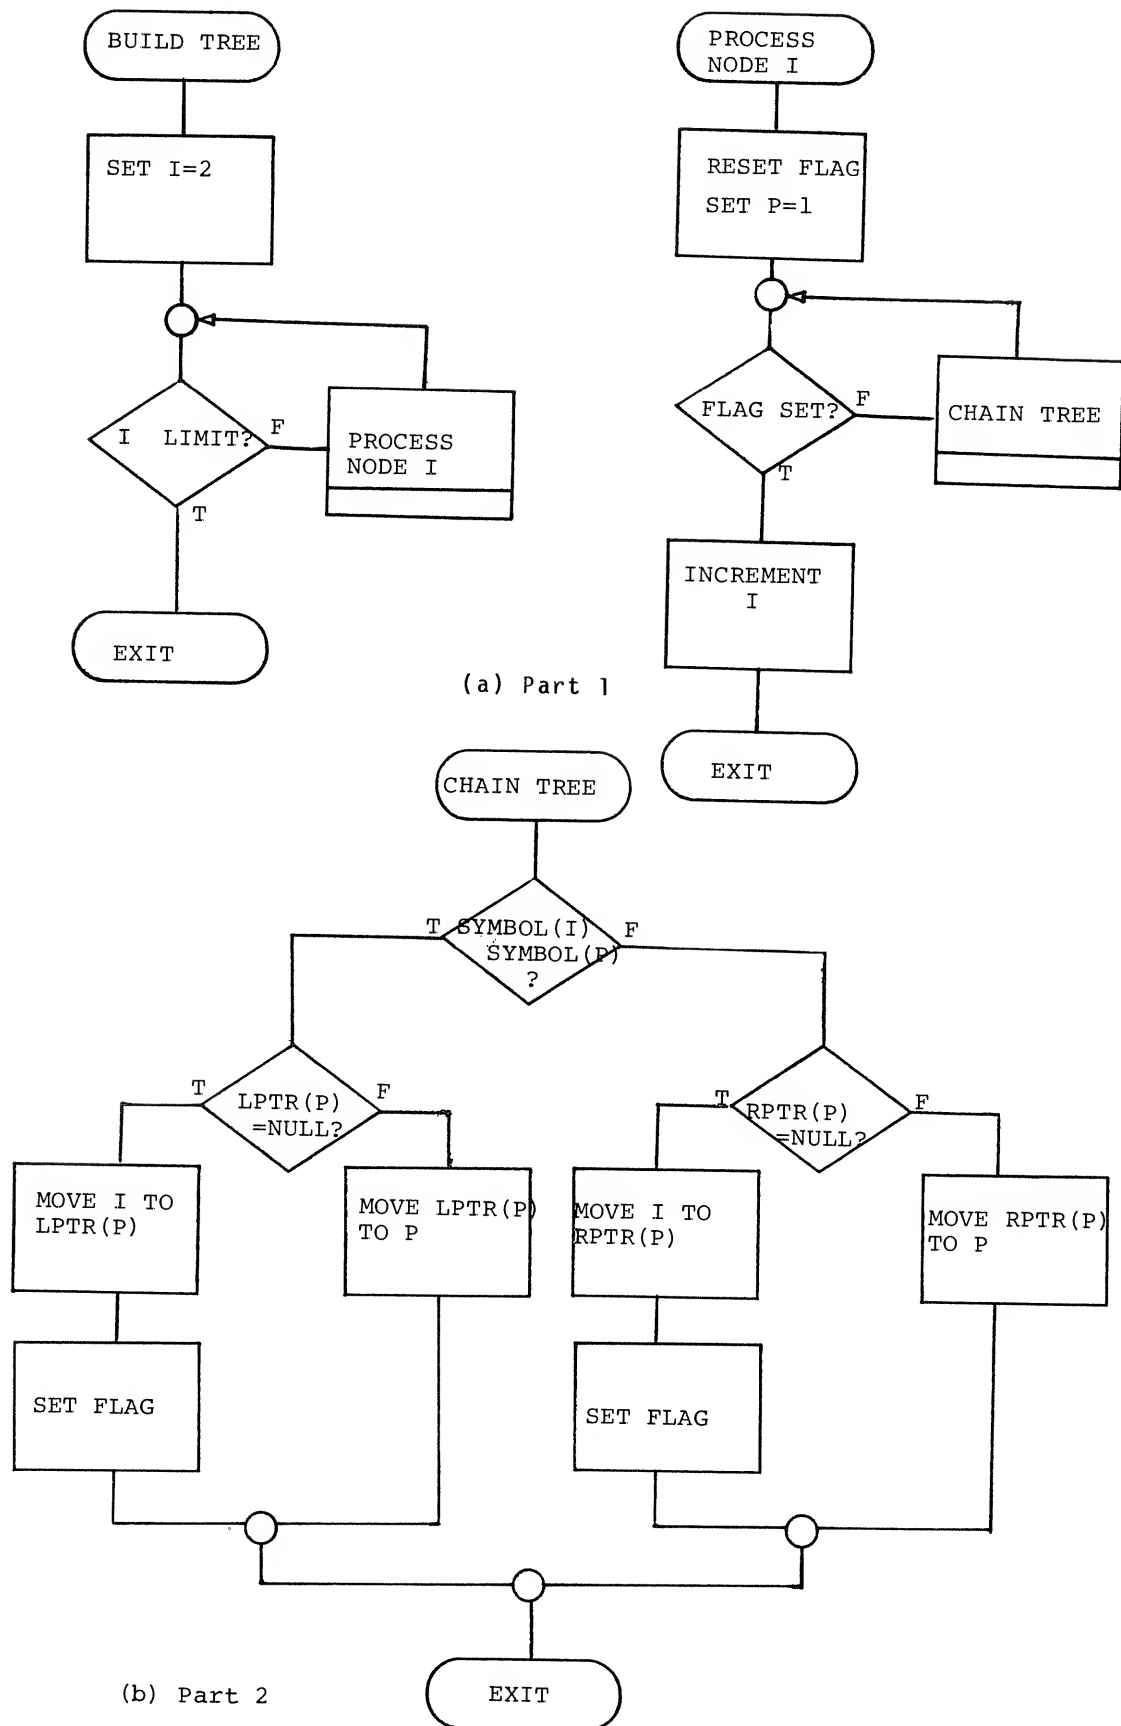 BUILD TREE
SET I=2
I LIMIT?
F
T
PROCESS
NODE I
EXIT
PROCESS
NODE I
RESET FLAG
SET P=1
FLAG SET?
F
T
CHAIN TREE
INCREMENT
I
EXIT
(a) Part 1
CHAIN TREE
T
SYMBOL(I)
SYMBOL(P)
?
F
T
LPTR(P)
=NULL?
F
MOVE I TO
LPTR(P)
MOVE LPTR(P)
TO P
SET FLAG
T
RPTR(P)
=NULL?
F
MOVE I TO
RPTR(P)
MOVE RPTR(P)
TO P
SET FLAG
EXIT
(b) Part 2